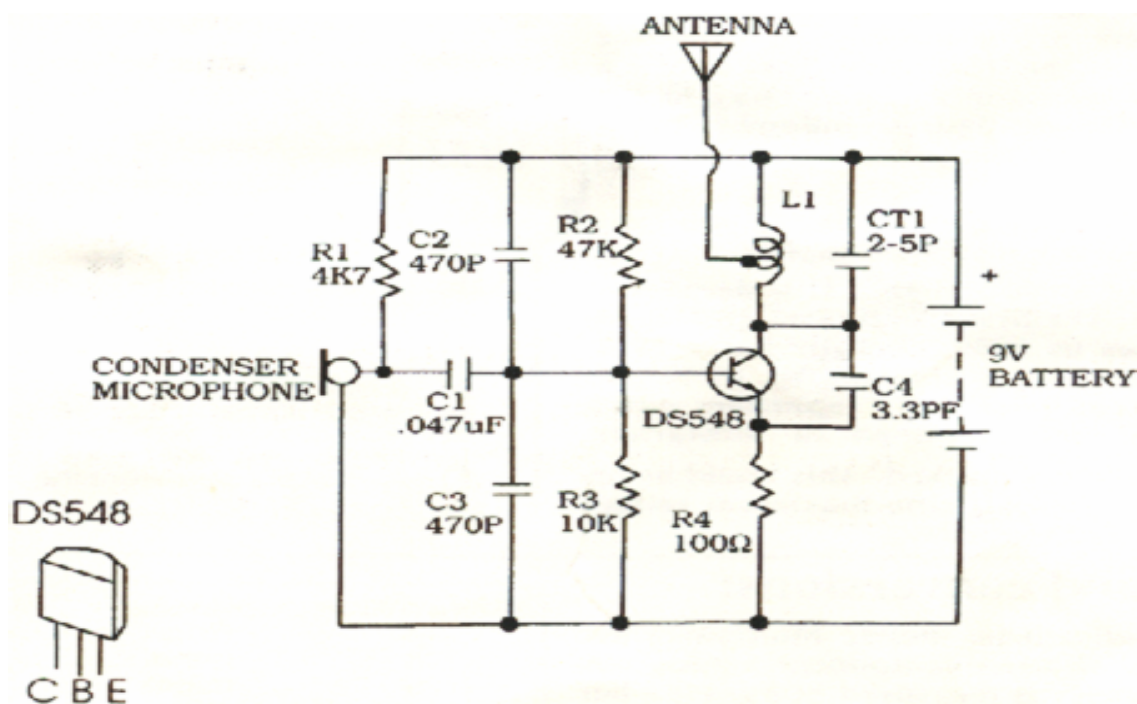 ANTENNA
L1
CT1
2-5P
R1
4K7
C2
470P
R2
47K
+
CONDENSER
MICROPHONE
C1
.047uF
DS548
C4
3.3PF
9V
BATTERY
C3
470P
R3
10K
R4
100Ω
DS548
C B E